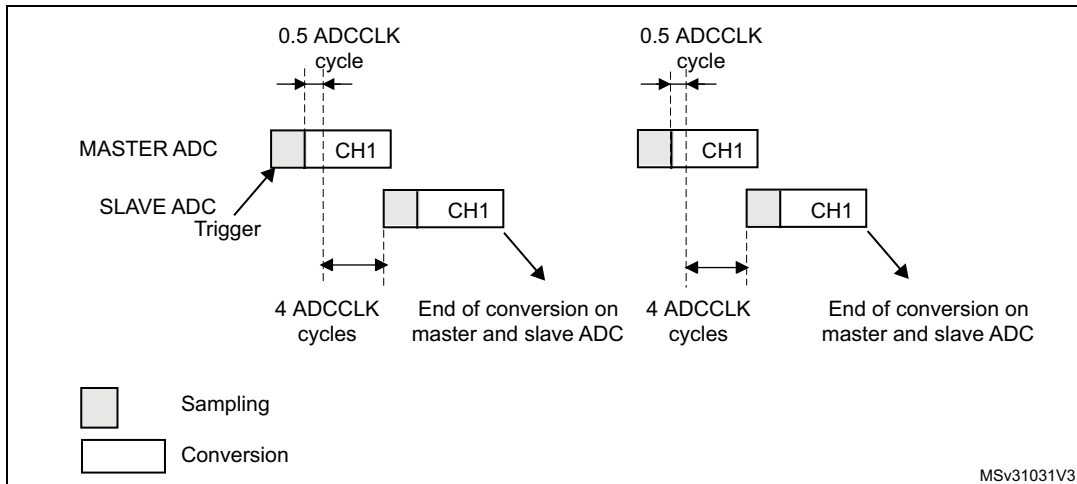 0.5 ADCCLK
cycle
0.5 ADCCLK
cycle
MASTER ADC
CH1
CH1
SLAVE ADC
Trigger
CH1
CH1
4 ADCCLK
cycles
End of conversion on
master and slave ADC
4 ADCCLK
cycles
End of conversion on
master and slave ADC
Sampling
Conversion
MSv31031V3